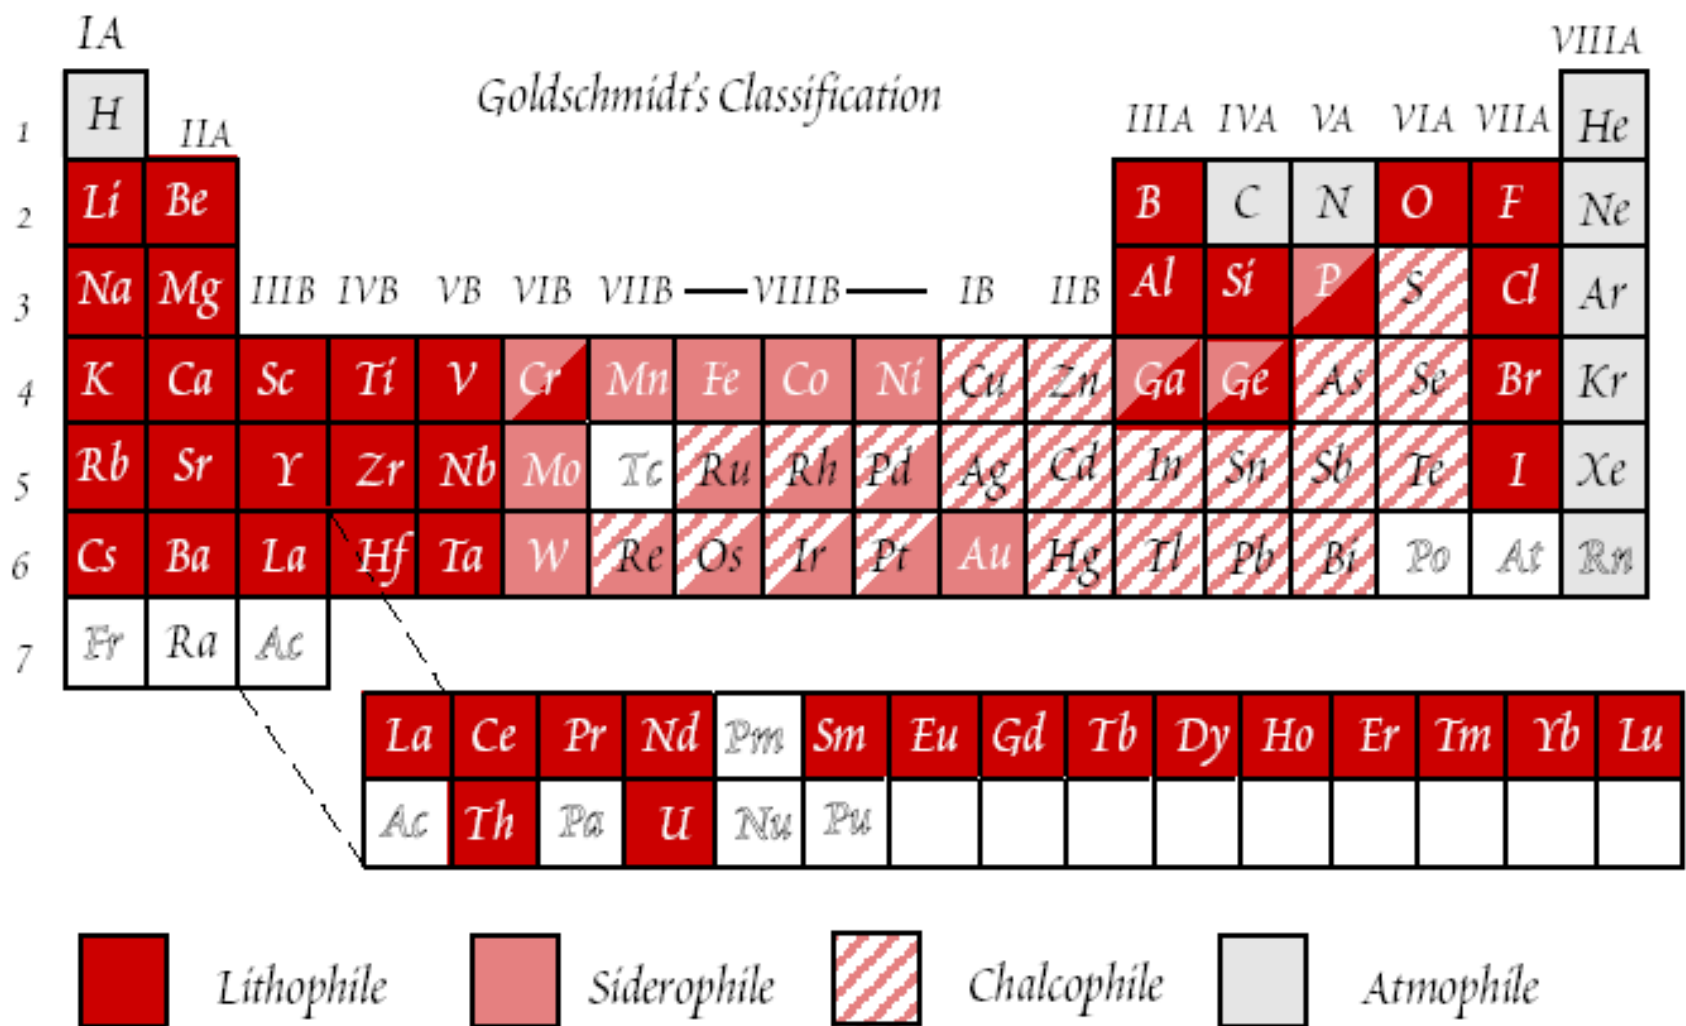 IA VIIIA
Goldschmidt's Classification
1 H IIA IIIA IVA VA VIA VIIA He
2 Li Be B C N O F Ne
3 Na Mg IIIB IVB VB VIB VIIB VIIIB IB IIB Al Si P S Cl Ar
4 K Ca Sc Ti V Cr Mn Fe Co Ni Cu Zn Ga Ge As Se Br Kr
5 Rb Sr Y Zr Nb Mo Tc Ru Rh Pd Ag Cd In Sn Sb Te I Xe
6 Cs Ba La Hf Ta W Re Os Ir Pt Au Hg Tl Pb Bi Po At Rn
7 Fr Ra Ac
La Ce Pr Nd Pm Sm Eu Gd Tb Dy Ho Er Tm Yb Lu
Ac Th Pa U Nu Pu
Lithophile Siderophile Chalcophile Atmophile